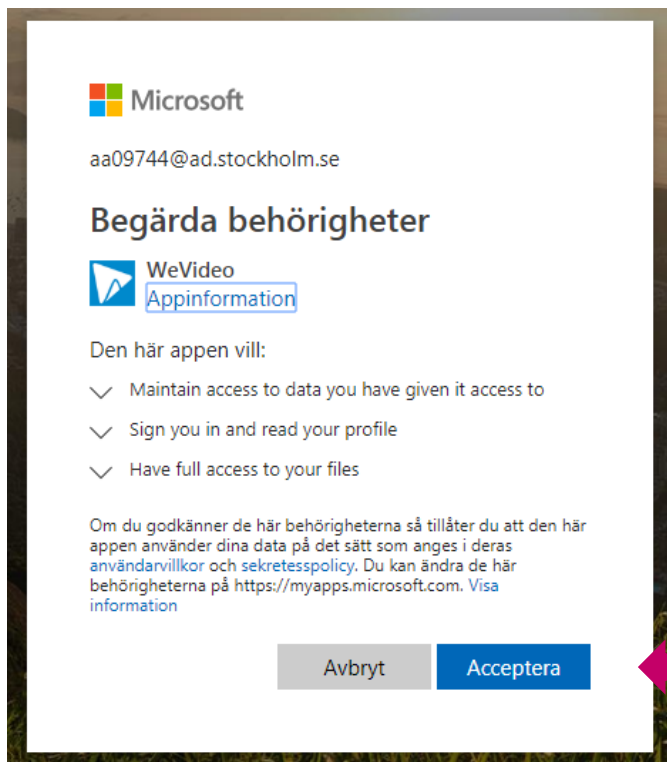 Microsoft
aa09744@ad.stockholm.se
Begärda behörigheter
WeVideo
Appinformation
Den här appen vill:
Maintain access to data you have given it access to
Sign you in and read your profile
Have full access to your files
Om du godkänner de här behörigheterna så tillåter du att den här
appen använder dina data på det sätt som anges i deras
användarvillkor och sekretesspolicy. Du kan ändra de här
behörigheterna på https://myapps.microsoft.com. Visa
information
Avbryt
Acceptera